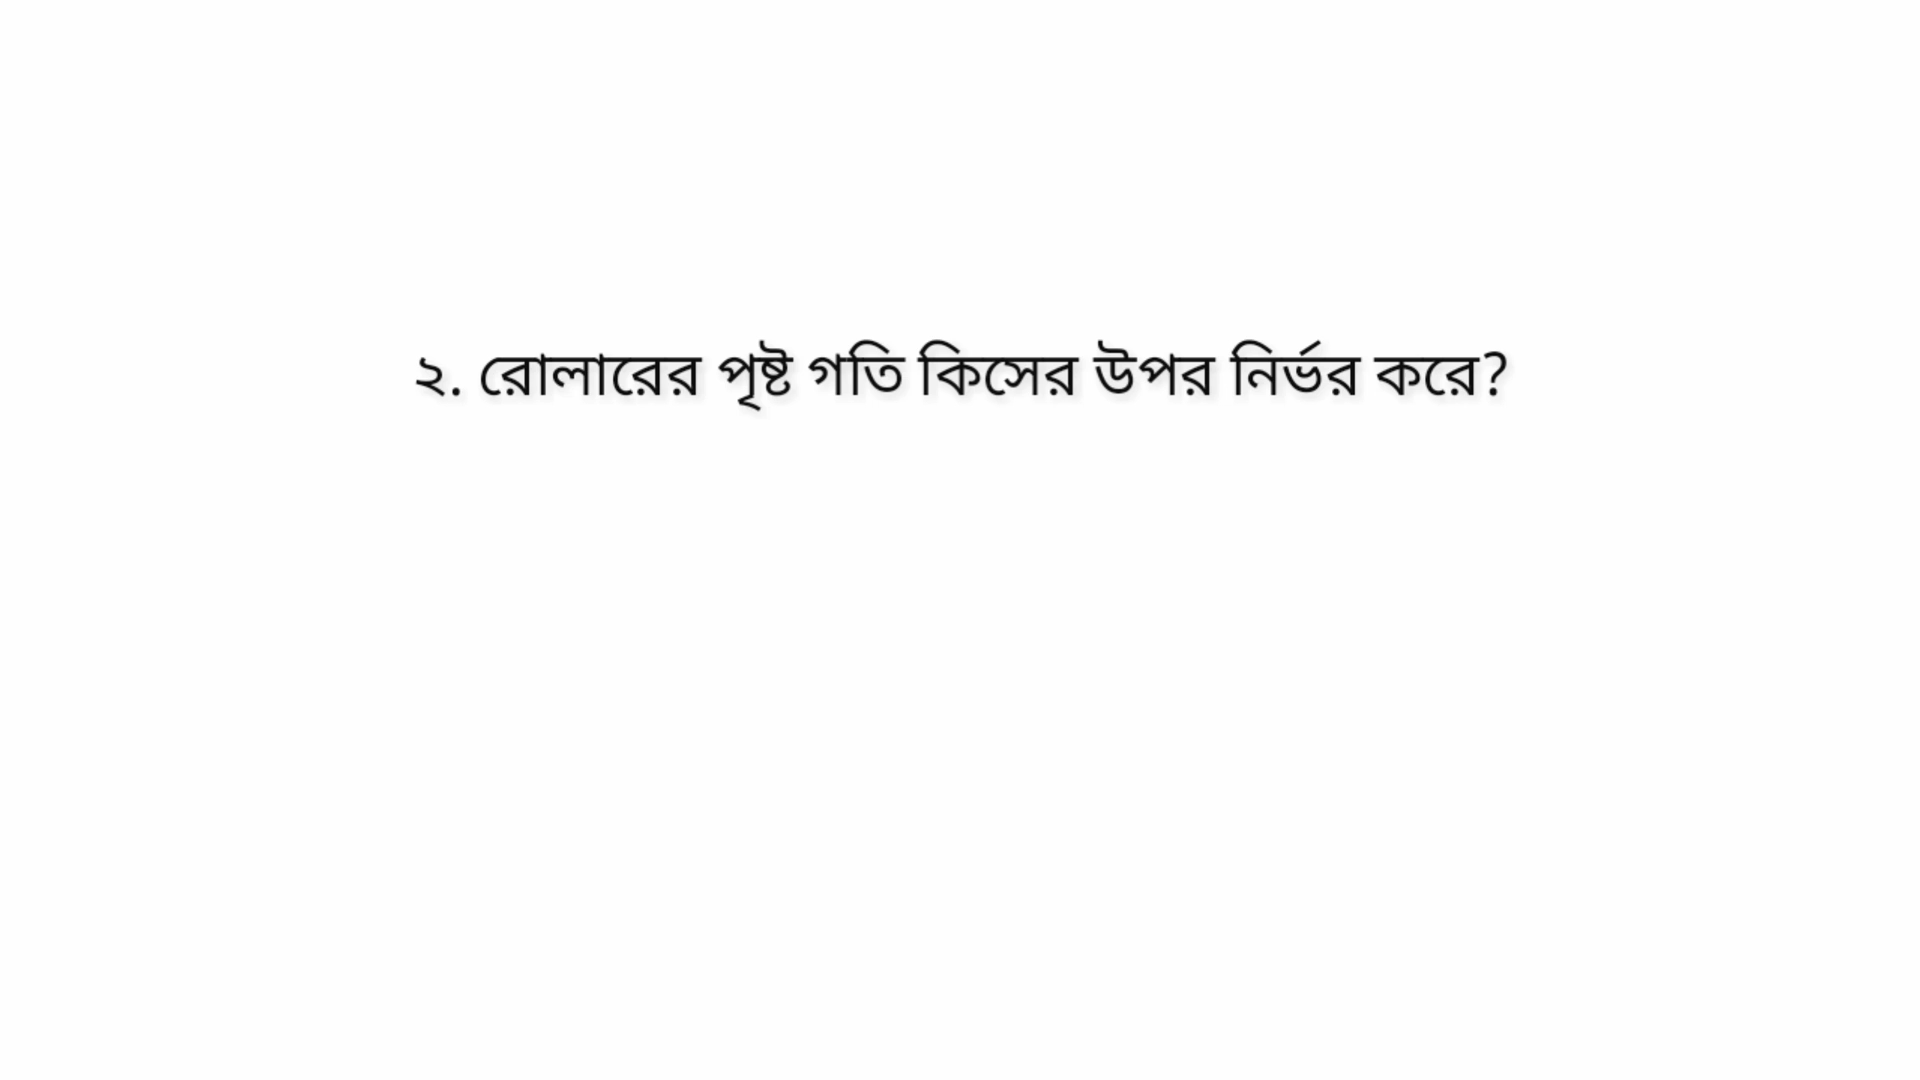 ২. রোলারের পৃষ্ট গতি কিসের উপর নির্ভর করে?